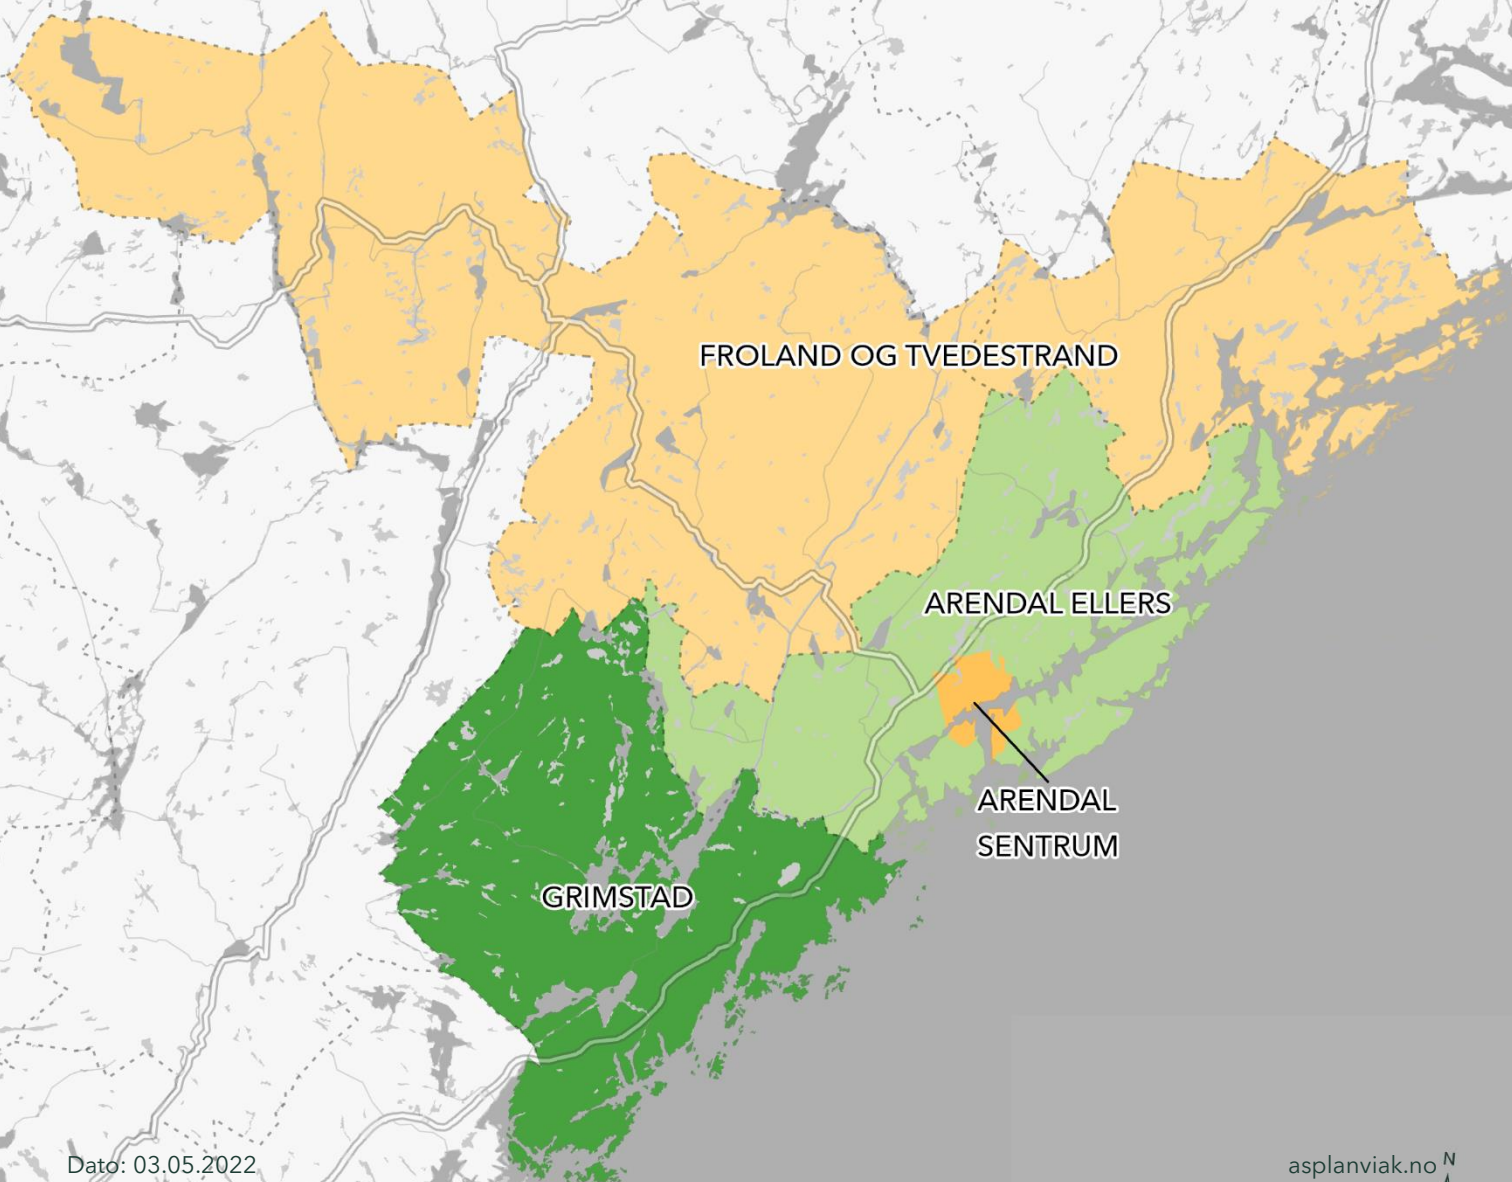 FROLAND OG TVEDESTRAND
ARENDAL ELLERS
ARENDAL
SENTRUM
GRIMSTAD
Dato: 03.05.2022
asplanviak.no
N